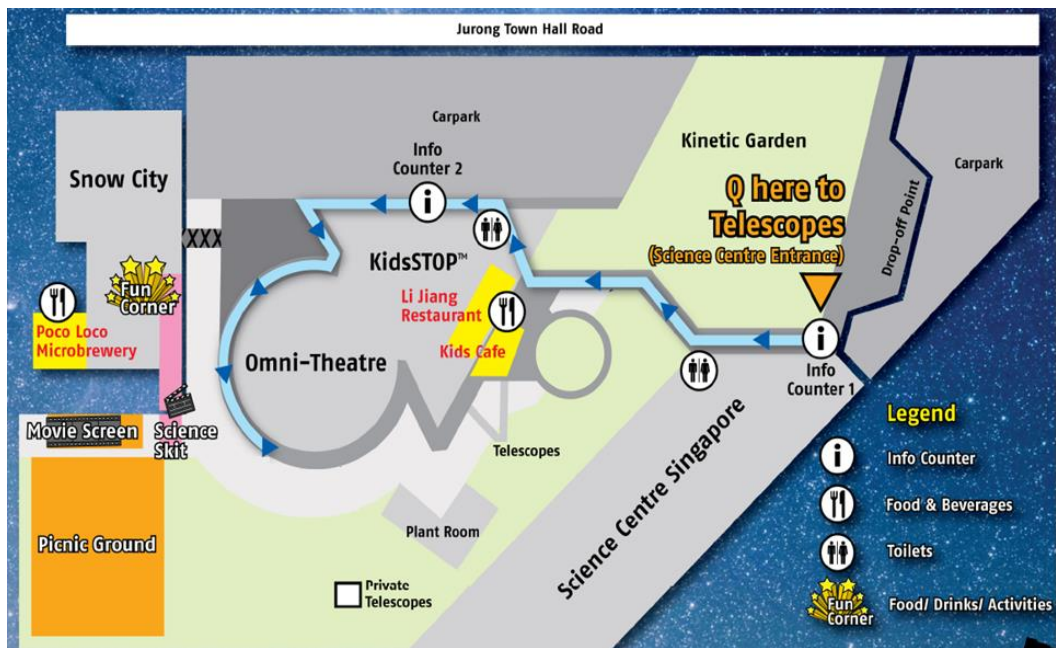 Jurong Town Hall Road
Carpark
Info
Counter 2
Kinetic Garden
Carpark
Snow City
Q here to
Telescopes
(Science Centre Entrance)
Drop-off Point
KidsSTOP™
Fun
Corner
Li Jiang
Restaurant
Poco Loco
Microbrewery
Omni-Theatre
Kids Cafe
Info
Counter 1
Movie Screen
Science
Skit
Telescopes
Science Centre Singapore
Legend
Info Counter
Food & Beverages
Toilets
Fun
Corner
Food/ Drinks/ Activities
Plant Room
Picnic Ground
Private
Telescopes